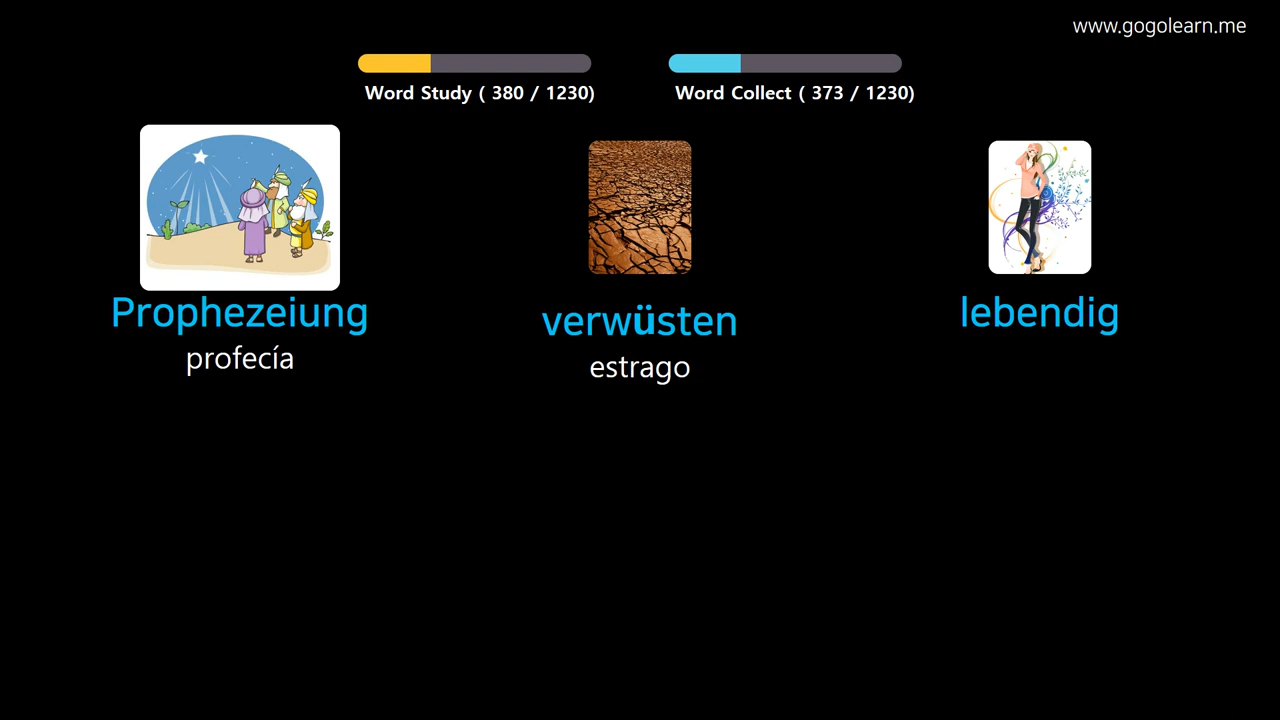 www.gogolearn.me
Word Study ( 380 / 1230)
Word Collect ( 373 / 1230)
Prophezeiung
profecía
verwüsten
estrago
lebendig